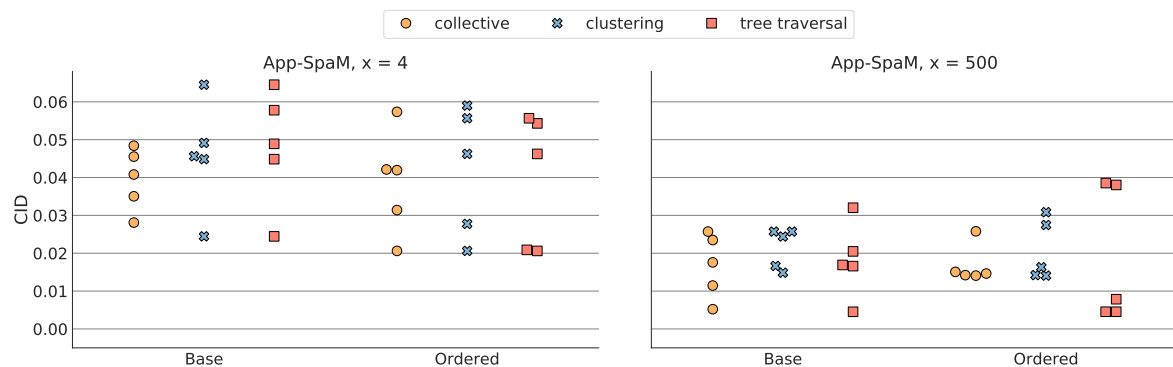 collective clustering tree traversal
App-SpaM, x = 4 App-SpaM, x = 500
0.06
0.05
0.04
0.03
0.02
0.01
0.00
CID
Base Ordered Base Ordered